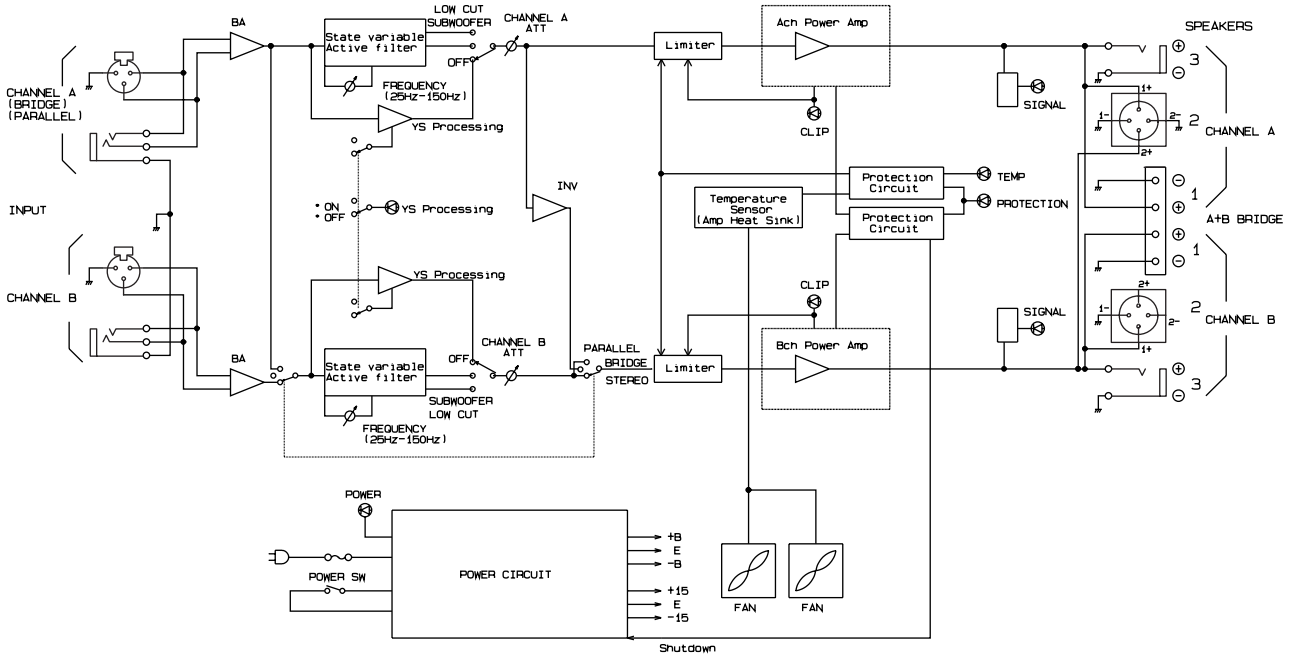 LOW CUT
SUBWOOFER
CHANNEL A
ATT
BA
State variable
Active filter
OFF
FREQUENCY
(25Hz-150Hz)
YS Processing
Limiter
Ach Power Amp
CLIP
SIGNAL
SPEAKERS
+
3
-
1+
1-
2-
2+
2
CHANNEL A
CHANNEL A
(BRIDGE)
(PARALLEL)
INPUT
* ON
* OFF
YS Processing
INV
Temperature
Sensor
(Amp Heat Sink)
Protection
Circuit
TEMP
PROTECTION
Protection
Circuit
-
1
+
A+B BRIDGE
+
1
-
CHANNEL B
YS Processing
CLIP
SIGNAL
2+
1-
2-
1+
2
CHANNEL B
BA
State variable
Active filter
OFF
CHANNEL B
ATT
PARALLEL
BRIDGE
STEREO
Limiter
Bch Power Amp
SUBWOOFER
LOW CUT
FREQUENCY
(25Hz-150Hz)
+
3
-
POWER
POWER SW
POWER CIRCUIT
+B
E
-B
+15
E
-15
FAN
FAN
Shutdown